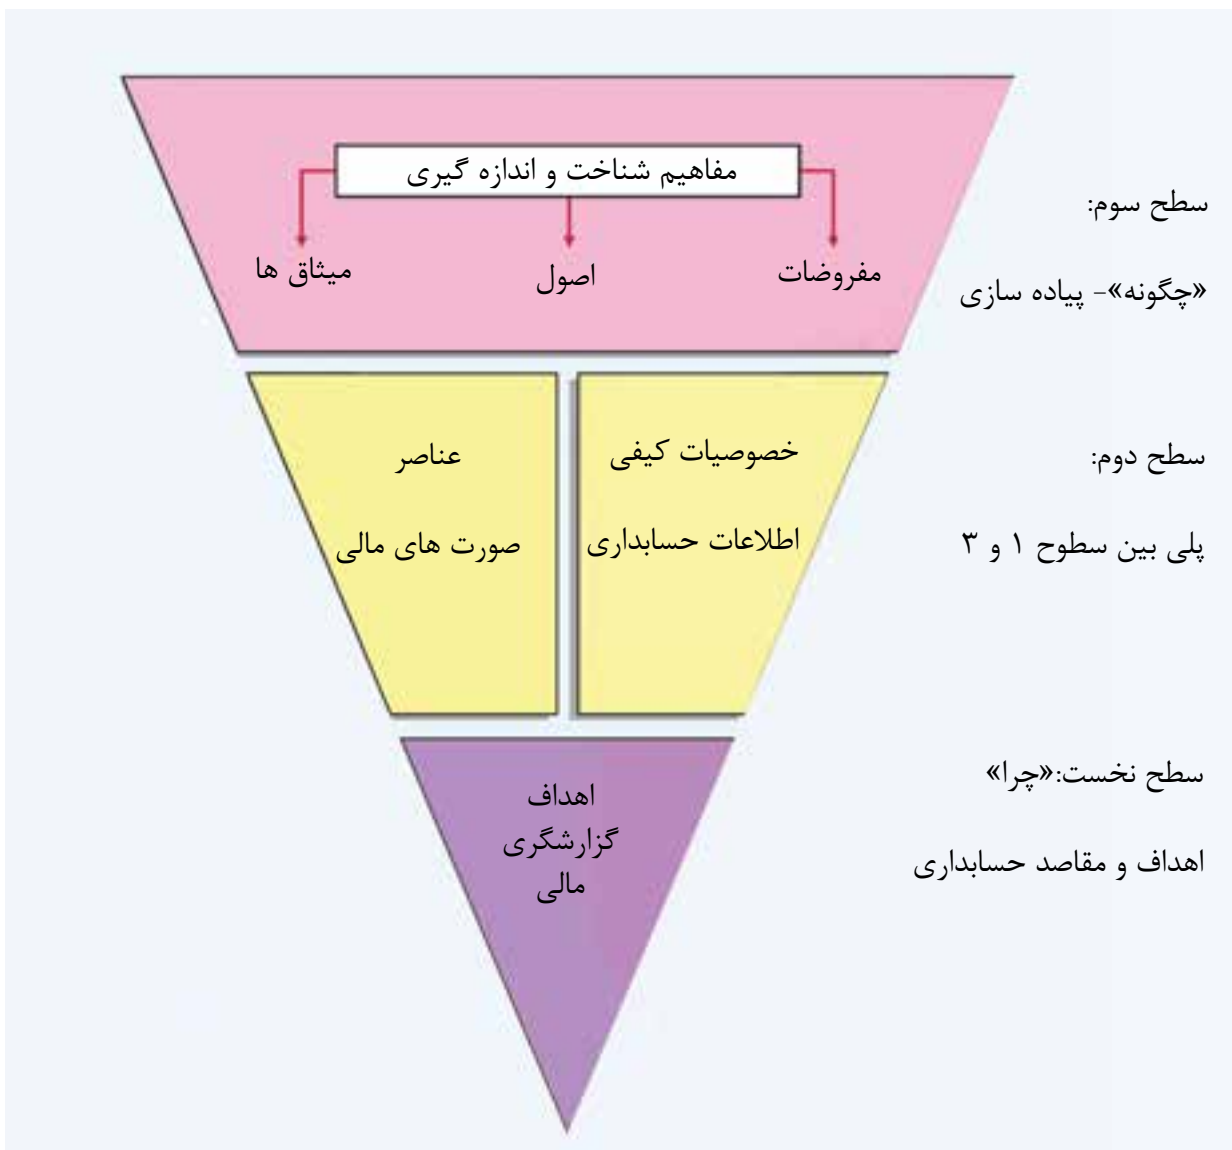 مفاهیم شناخت و اندازه گیری
مفروضات
اصول
میثاق ها
سطح سوم:
«چگونه»- پیاده سازی
خصوصیات کیفی
اطلاعات حسابداری
عناصر
صورت های مالی
سطح دوم:
پلی بین سطوح ۱ و ۳
اهداف
گزارشگری
مالی
سطح نخست:«چرا»
اهداف و مقاصد حسابداری